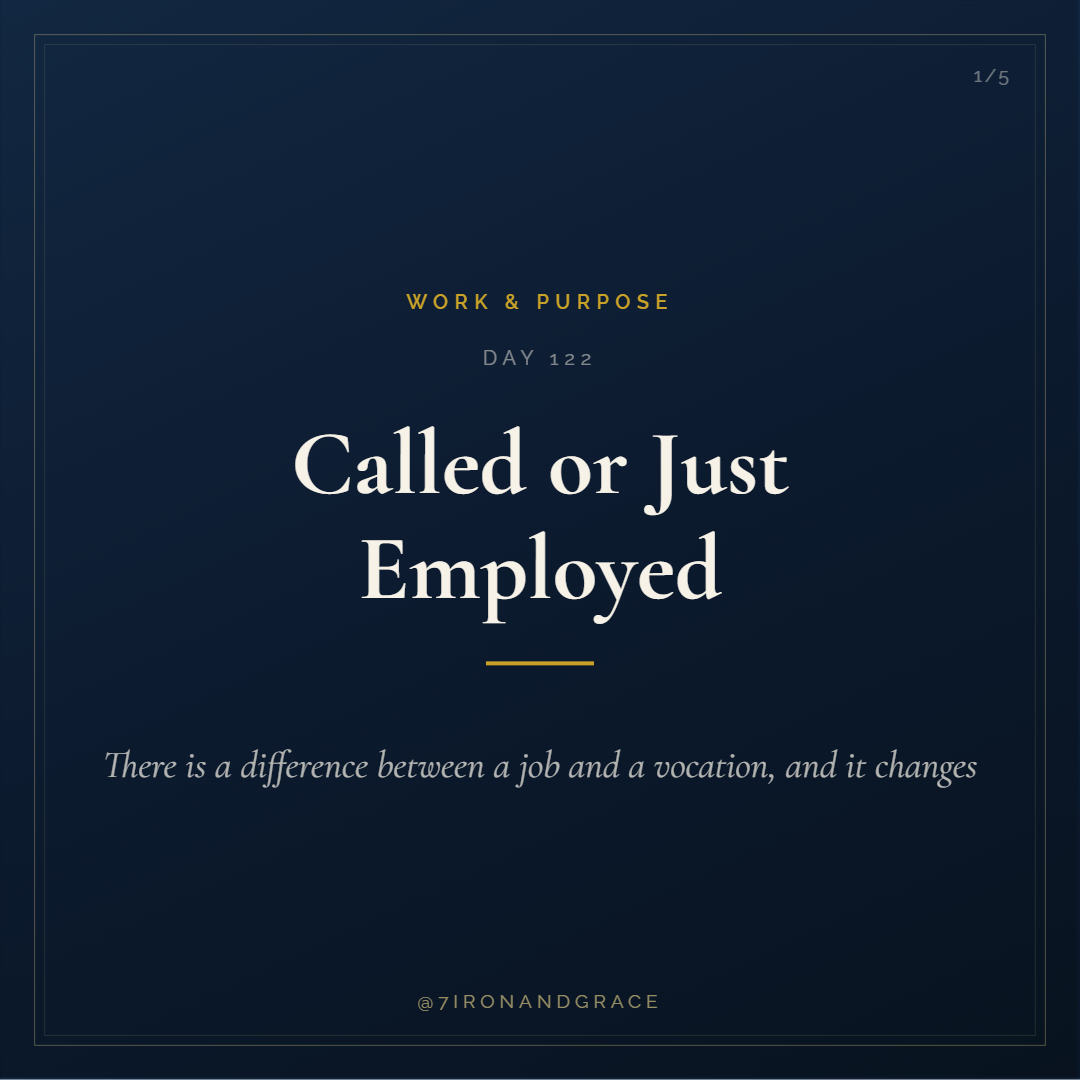 1/5
WORK & PURPOSE
DAY 122
Called or Just
Employed
There is a difference between a job and a vocation, and it changes
@7IRONANDGRACE